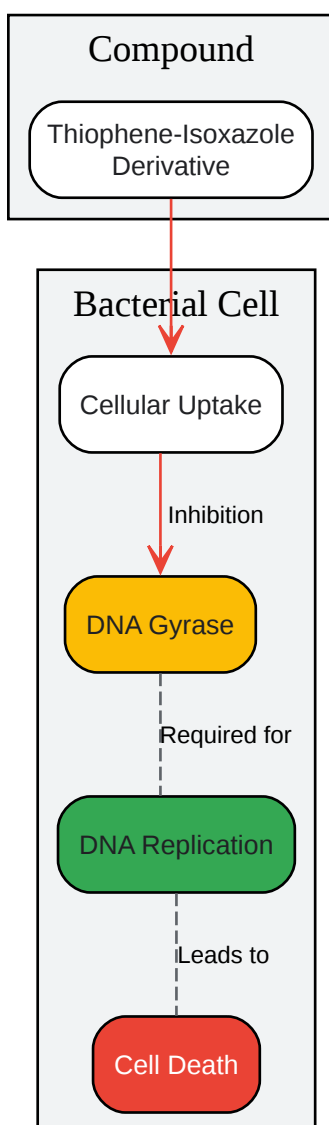 Compound
Thiophene-Isoxazole
Derivative
Bacterial Cell
Cellular Uptake
Inhibition
DNA Gyrase
Required for
DNA Replication
Leads to
Cell Death